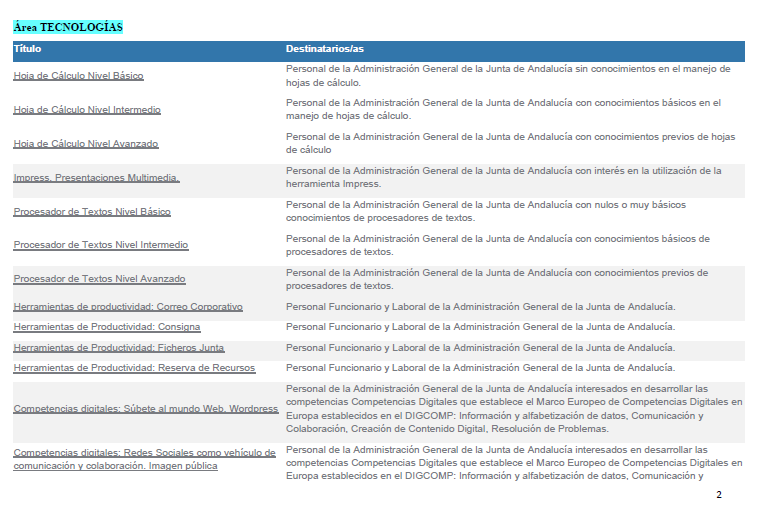 Área TECNOLOGÍAS
Título Destinatarios/as
Hoja de Cálculo Nivel Básico
Personal de la Administración General de la Junta de Andalucía sin conocimientos en el manejo de
hojas de cálculo.
Hoja de Cálculo Nivel Intermedio
Personal de la Administración General de la Junta de Andalucía con conocimientos básicos en el
manejo de hojas de cálculo.
Hoja de Cálculo Nivel Avanzado
Personal de la Administración General de la Junta de Andalucía con conocimientos previos de hojas
de cálculo
Impress. Presentaciones Multimedia.
Personal de la Administración General de la Junta de Andalucía con interés en la utilización de la
herramienta Impress.
Procesador de Textos Nivel Básico
Personal de la Administración General de la Junta de Andalucía con nulos o muy básicos
conocimientos de procesadores de textos.
Procesador de Textos Nivel Intermedio
Personal de la Administración General de la Junta de Andalucía con conocimientos básicos de
procesadores de textos.
Procesador de Textos Nivel Avanzado
Personal de la Administración General de la Junta de Andalucía con conocimientos previos de
procesadores de textos.
Herramientas de productividad: Correo Corporativo Personal Funcionario y Laboral de la Administración General de la Junta de Andalucía.
Herramientas de Productividad: Consigna Personal Funcionario y Laboral de la Administración General de la Junta de Andalucía.
Herramientas de Productividad: Ficheros Junta Personal Funcionario y Laboral de la Administración General de la Junta de Andalucía.
Herramientas de Productividad: Reserva de Recursos Personal Funcionario y Laboral de la Administración General de la Junta de Andalucía.
Competencias digitales: Súbete al mundo Web. Wordpress
Personal de la Administración General de la Junta de Andalucía interesados en desarrollar las
competencias Competencias Digitales que establece el Marco Europeo de Competencias Digitales en
Europa establecidos en el DIGCOMP: Información y alfabetización de datos, Comunicación y
Colaboración, Creación de Contenido Digital, Resolución de Problemas.
Competencias digitales: Redes Sociales como vehículo de
comunicación y colaboración. Imagen pública
Personal de la Administración General de la Junta de Andalucía interesados en desarrollar las
competencias Competencias Digitales que establece el Marco Europeo de Competencias Digitales en
Europa establecidos en el DIGCOMP: Información y alfabetización de datos, Comunicación y
2